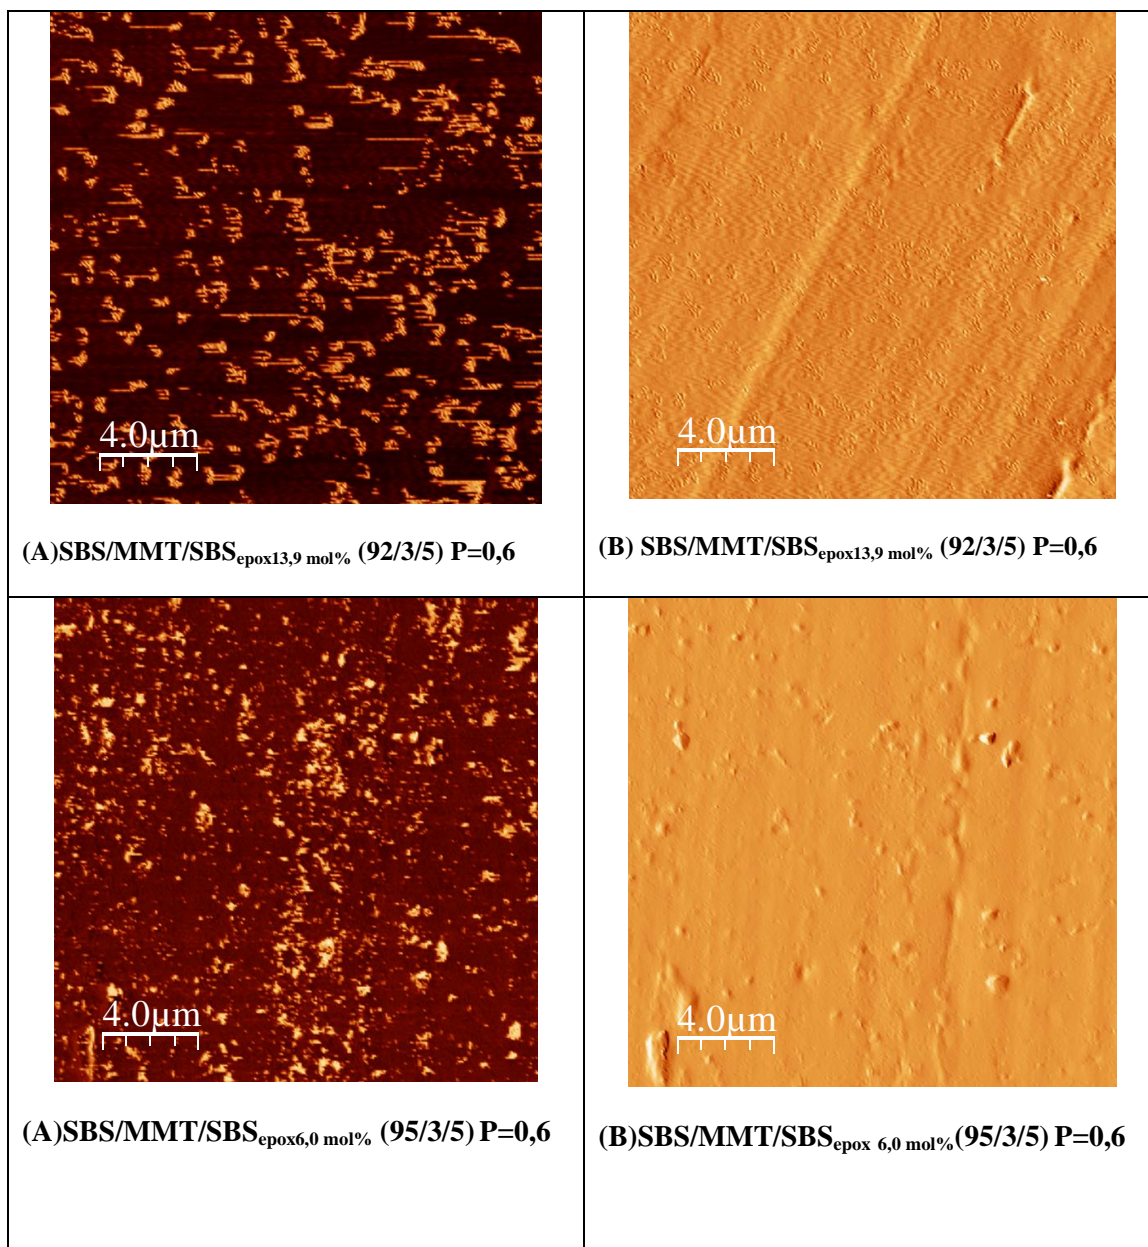 4.0µm
4.0µm
(A)SBS/MMT/SBSepox13,9 mol% (92/3/5) P=0,6
(B) SBS/MMT/SBSepox13,9 mol% (92/3/5) P=0,6
4.0µm
4.0µm
(A)SBS/MMT/SBSepox6,0 mol% (95/3/5) P=0,6
(B)SBS/MMT/SBSepox 6,0 mol%(95/3/5) P=0,6